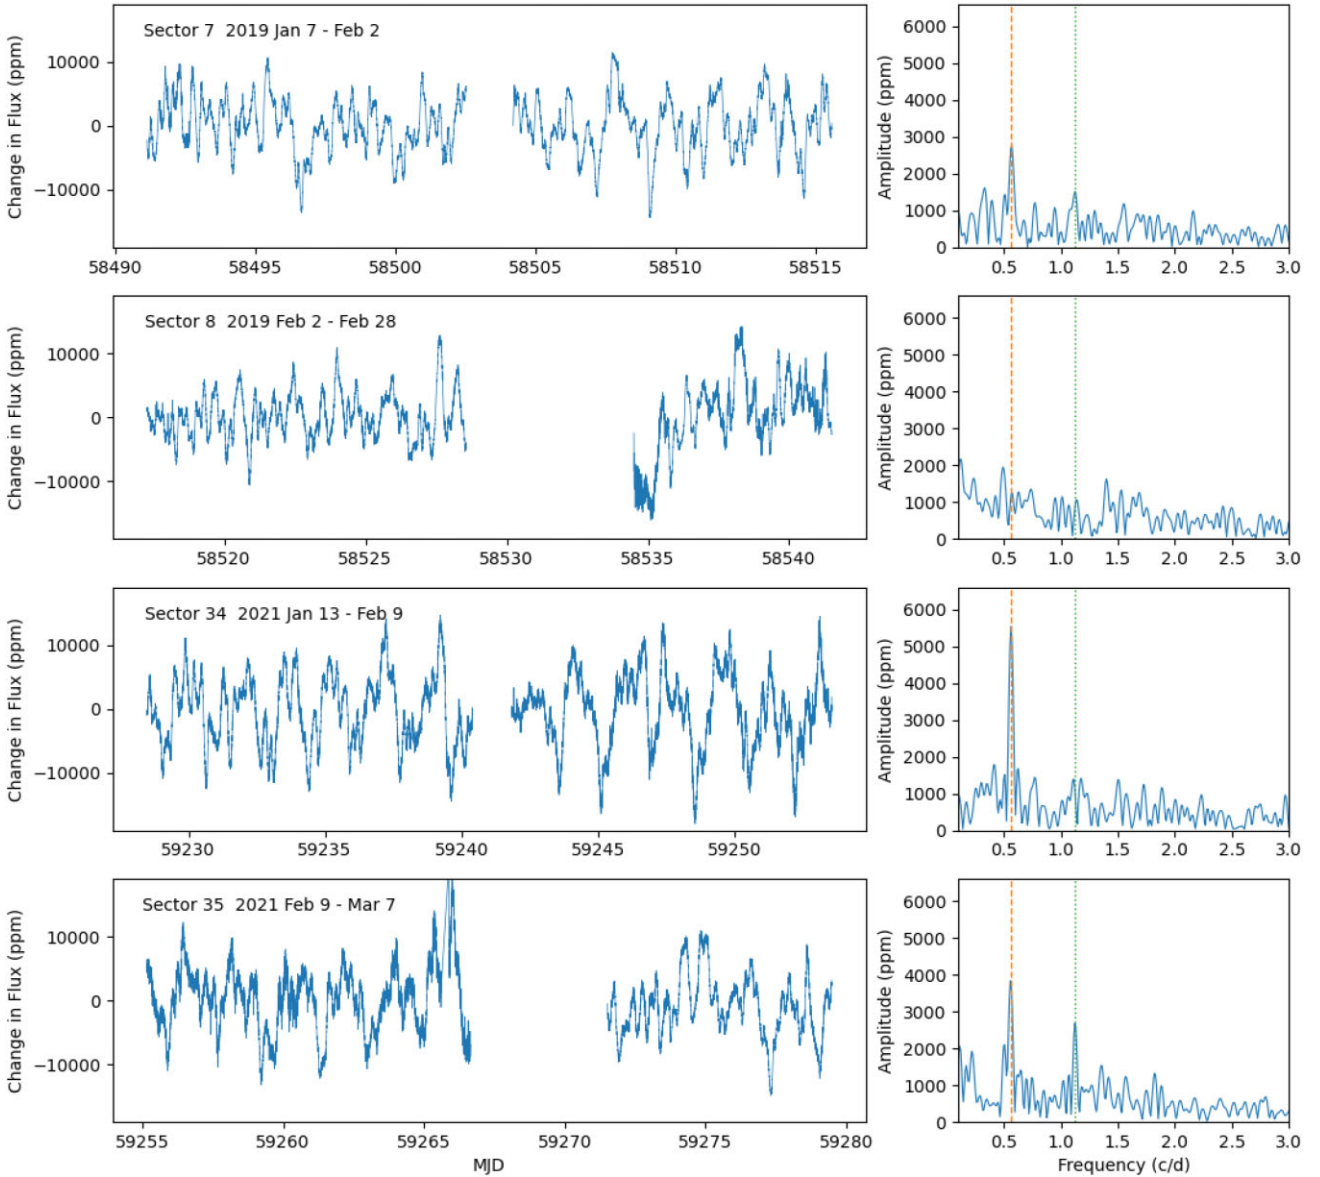 Sector 7  2019 Jan 7 - Feb 2
Change in Flux (ppm)
10000
0
−10000
58490 58495 58500 58505 58510 58515
Amplitude (ppm)
6000
5000
4000
3000
2000
1000
0
0.5 1.0 1.5 2.0 2.5 3.0
Sector 8  2019 Feb 2 - Feb 28
Change in Flux (ppm)
10000
0
−10000
58520 58525 58530 58535 58540
Amplitude (ppm)
6000
5000
4000
3000
2000
1000
0
0.5 1.0 1.5 2.0 2.5 3.0
Sector 34  2021 Jan 13 - Feb 9
Change in Flux (ppm)
10000
0
−10000
59230 59235 59240 59245 59250
Amplitude (ppm)
6000
5000
4000
3000
2000
1000
0
0.5 1.0 1.5 2.0 2.5 3.0
Sector 35  2021 Feb 9 - Mar 7
Change in Flux (ppm)
10000
0
−10000
59255 59260 59265 59270 59275 59280
MJD
Amplitude (ppm)
6000
5000
4000
3000
2000
1000
0
0.5 1.0 1.5 2.0 2.5 3.0
Frequency (c/d)